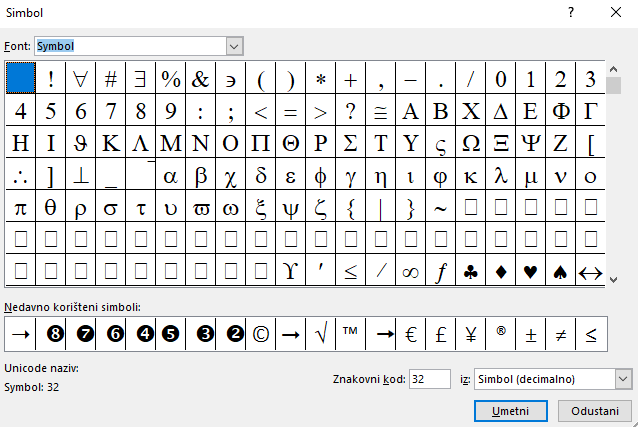 Simbol ?
Font: Symbol
! ∀ # ∃ % & ∋ ( ) ∗ + , − . / 0 1 2 3
4 5 6 7 8 9 : ; < = > ? ≅ Α Β Χ Δ Ε Φ Γ
Η Ι ϑ Κ Λ Μ Ν Ο Π Θ Ρ Σ Τ Υ ς Ω Ξ Ψ Ζ [
∴ ] ⊥ _ ‾ α β χ δ ε ϕ γ η ι φ κ λ μ ν ο
π θ ρ σ τ υ ϖ ω ξ ψ ζ { | } ∼ □ □ □ □ □
□ □ □ □ □ □ □ □ □ □ □ □ □ □ □ □ □ □ □ □
□ □ □ □ □ □ □ □ □ ϒ ′ ≤ ⁄ ∞ ƒ ♣ ♦ ♥ ♠ ↔
Nedavno korišteni simboli:
→ ❽ ❼ ❻ ❹ ❺ ❸ ❷ © → √ ™ → € £ ¥ ® ± ≠ ≤
Unicode naziv:
Symbol: 32
Znakovni kod: 32 iz: Simbol (decimalno)
Umetni Odustani